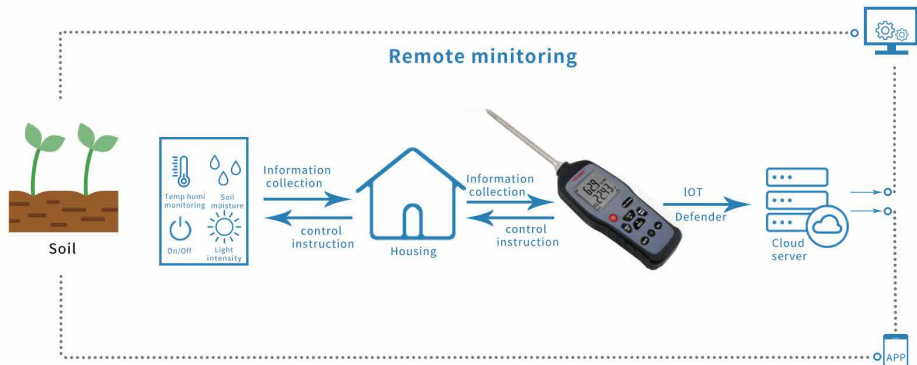 Remote minitoring
Soil
Temp humi
monitoring
Soil
moisture
On/Off
Light
intensity
Information
collection
control
instruction
Housing
Information
collection
control
instruction
IOT
Defender
Cloud
server
APP